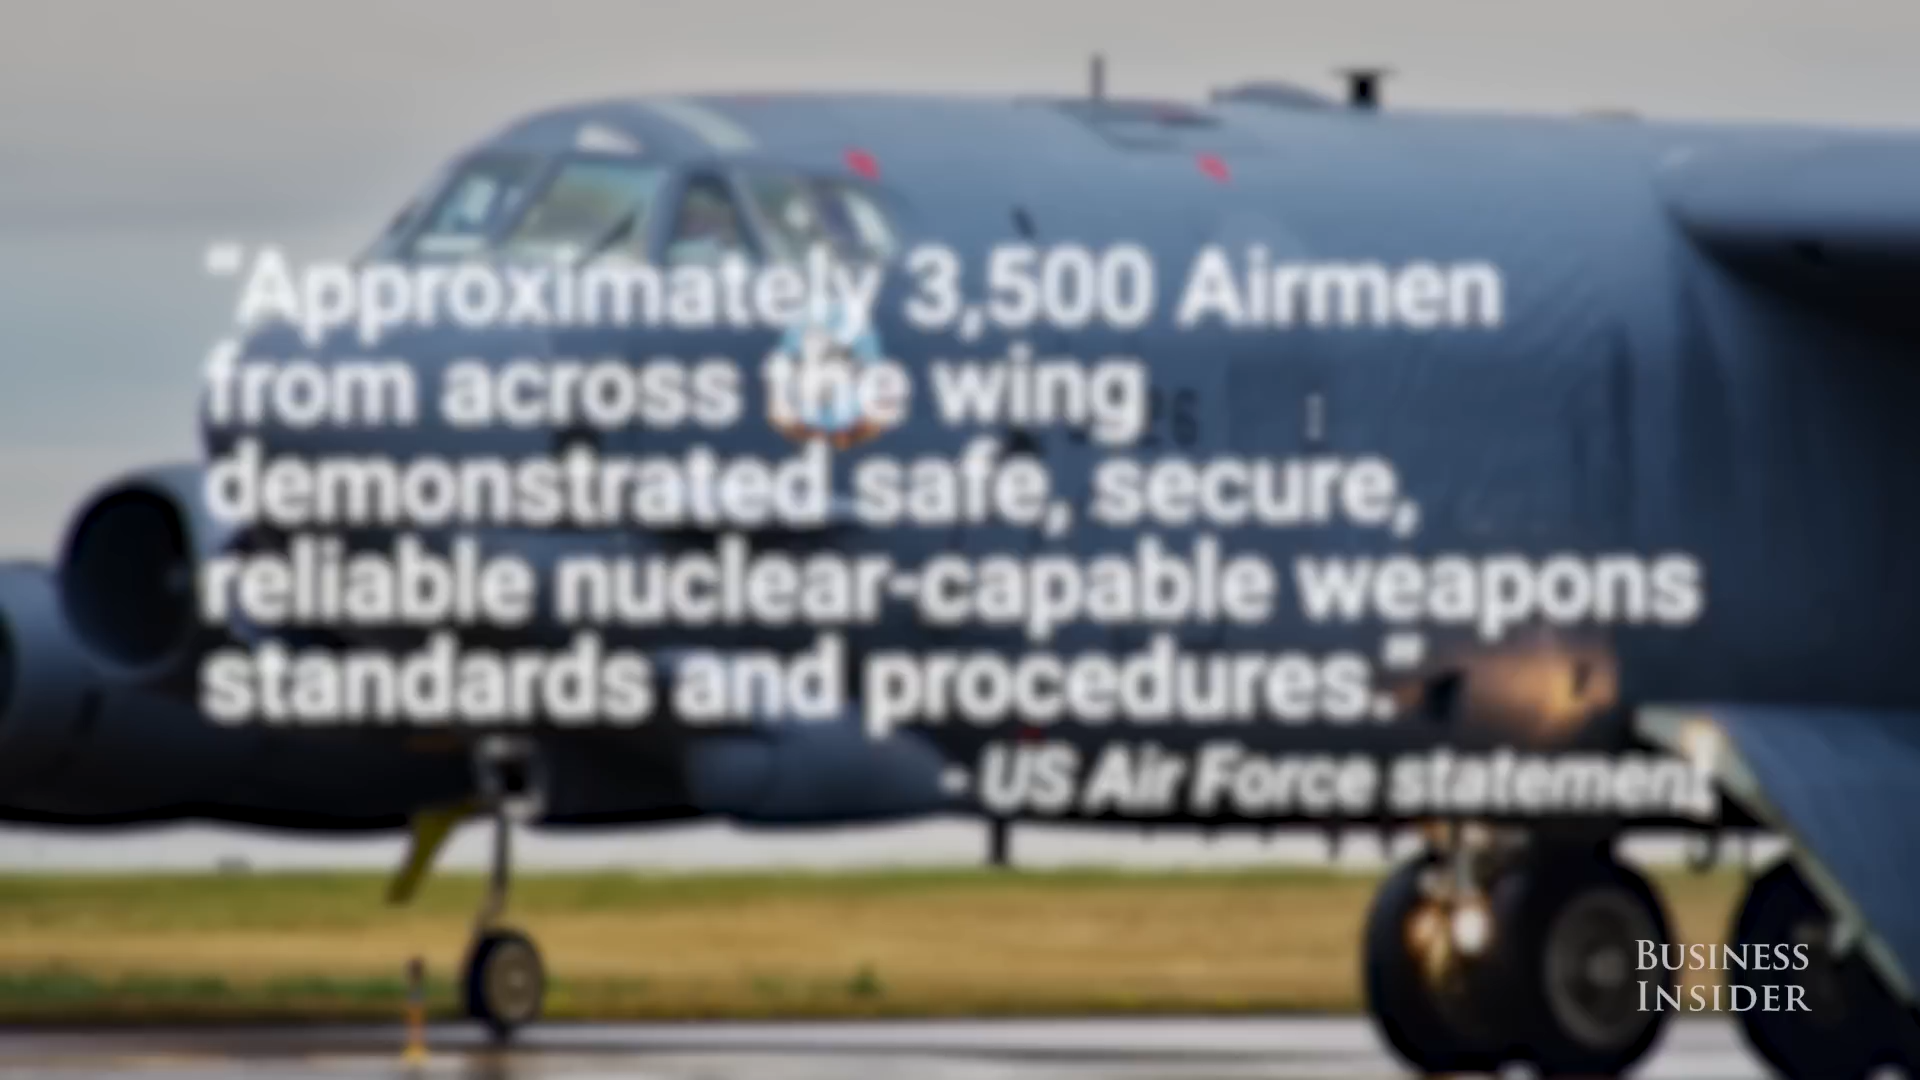 “Approximately 3,500 Airmen
from across the wing
demonstrated safe, secure,
reliable nuclear-capable weapons
standards and procedures.”
- US Air Force statement
26
BUSINESS
INSIDER